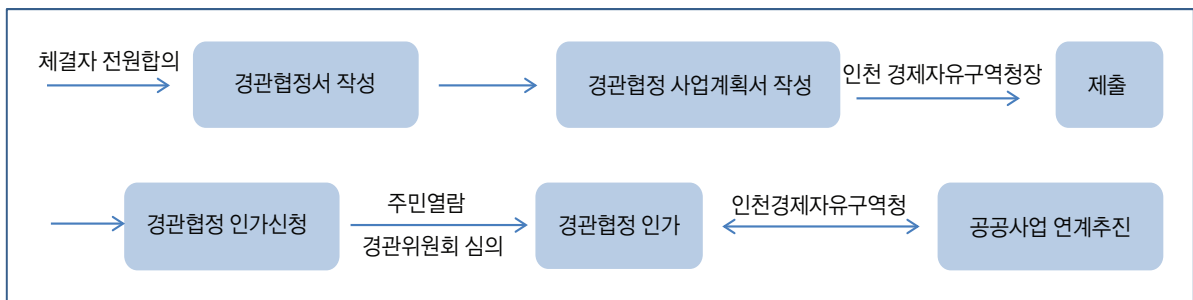 체결자 전원합의
경관협정서 작성
경관협정 사업계획서 작성
인천 경제자유구역청장
제출
경관협정 인가신청
주민열람
경관위원회 심의
경관협정 인가
인천경제자유구역청
공공사업 연계추진